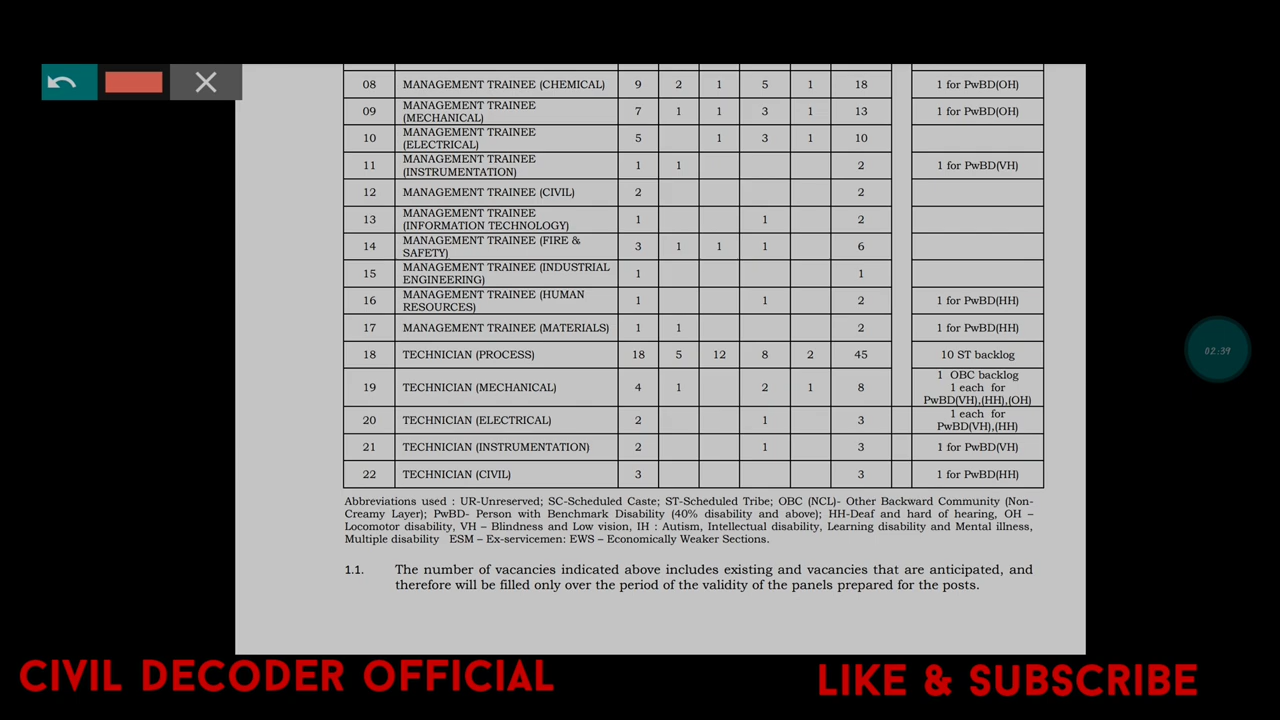 08 MANAGEMENT TRAINEE (CHEMICAL) 9 2 1 5 1 18 1 for PwBD(OH)
09 MANAGEMENT TRAINEE (MECHANICAL) 7 1 1 3 1 13 1 for PwBD(OH)
10 MANAGEMENT TRAINEE (ELECTRICAL) 5 1 3 1 10
11 MANAGEMENT TRAINEE (INSTRUMENTATION) 1 1 2 1 for PwBD(VH)
12 MANAGEMENT TRAINEE (CIVIL) 2 2
13 MANAGEMENT TRAINEE (INFORMATION TECHNOLOGY) 1 1 2
14 MANAGEMENT TRAINEE (FIRE & SAFETY) 3 1 1 1 6
15 MANAGEMENT TRAINEE (INDUSTRIAL ENGINEERING) 1 1
16 MANAGEMENT TRAINEE (HUMAN RESOURCES) 1 1 2 1 for PwBD(HH)
17 MANAGEMENT TRAINEE (MATERIALS) 1 1 2 1 for PwBD(HH)
18 TECHNICIAN (PROCESS) 18 5 12 8 2 45 10 ST backlog
19 TECHNICIAN (MECHANICAL) 4 1 2 1 8 1 OBC backlog 1 each for PwBD(VH),(HH),(OH)
20 TECHNICIAN (ELECTRICAL) 2 1 3 1 each for PwBD(VH),(HH)
21 TECHNICIAN (INSTRUMENTATION) 2 1 3 1 for PwBD(VH)
22 TECHNICIAN (CIVIL) 3 3 1 for PwBD(HH)
Abbreviations used : UR-Unreserved; SC-Scheduled Caste; ST-Scheduled Tribe; OBC (NCL)- Other Backward Community (Non-
Creamy Layer); PwBD- Person with Benchmark Disability (40% disability and above); HH-Deaf and hard of hearing, OH –
Locomotor disability, VH – Blindness and Low vision, IH : Autism, Intellectual disability, Learning disability and Mental illness,
Multiple disability ESM – Ex-servicemen: EWS – Economically Weaker Sections.
1.1. The number of vacancies indicated above includes existing and vacancies that are anticipated, and
therefore will be filled only over the period of the validity of the panels prepared for the posts.
02:39
CIVIL DECODER OFFICIAL
LIKE & SUBSCRIBE